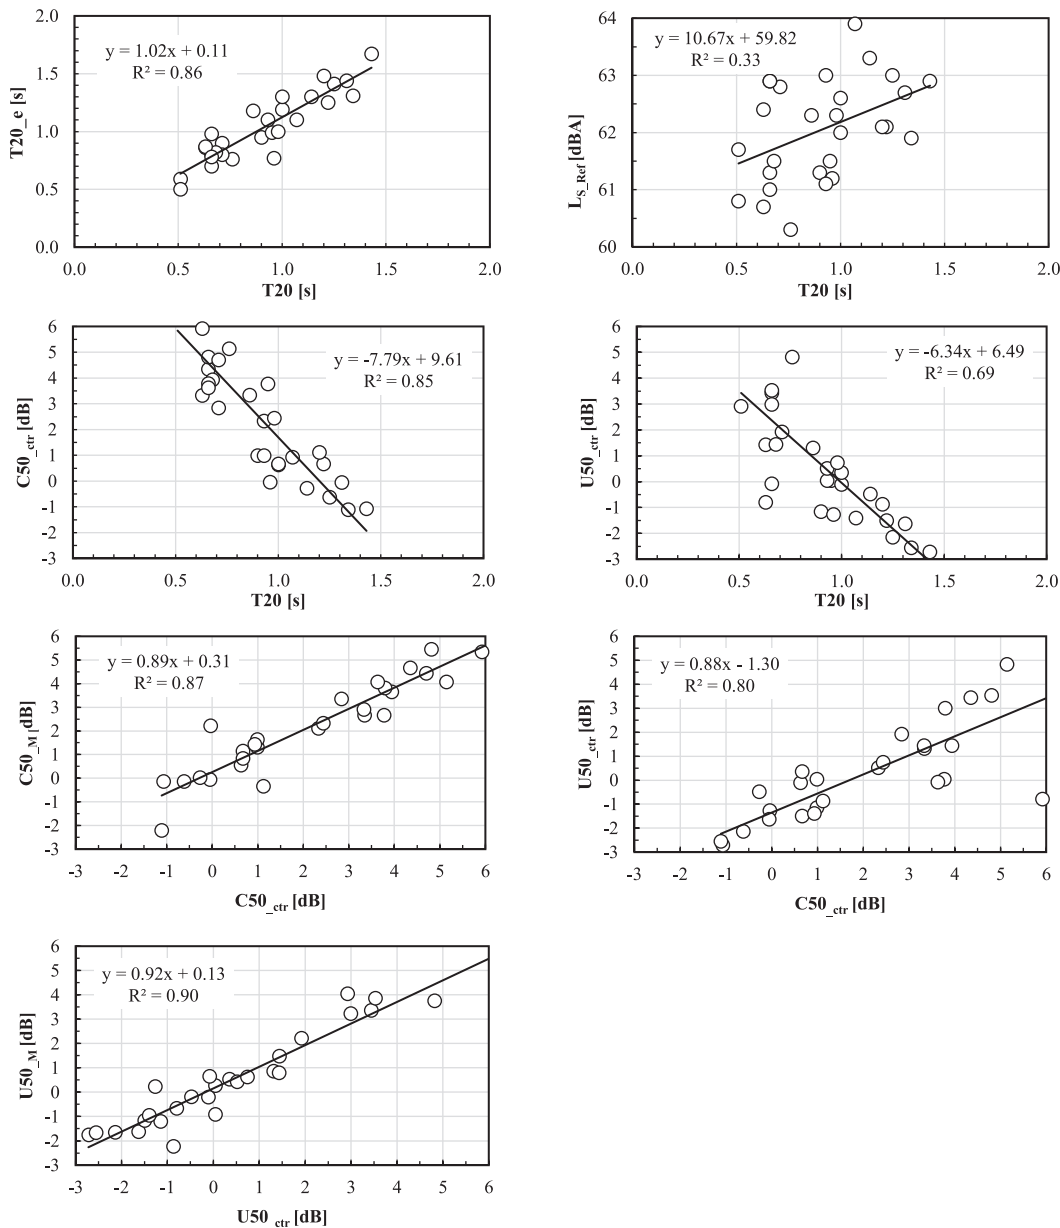 2.0
1.5
1.0
0.5
0.0
T20_e [s]
y = 1.02x + 0.11
R² = 0.86
0.0 0.5 1.0 1.5 2.0
T20 [s]
64
63
62
61
60
L_S_Ref [dBA]
y = 10.67x + 59.82
R² = 0.33
0.0 0.5 1.0 1.5 2.0
T20 [s]
6
5
4
3
2
1
0
-1
-2
-3
C50_ctr [dB]
y = -7.79x + 9.61
R² = 0.85
0.0 0.5 1.0 1.5 2.0
T20 [s]
6
5
4
3
2
1
0
-1
-2
-3
U50_ctr [dB]
y = -6.34x + 6.49
R² = 0.69
0.0 0.5 1.0 1.5 2.0
T20 [s]
6
5
4
3
2
1
0
-1
-2
-3
C50_M [dB]
y = 0.89x + 0.31
R² = 0.87
-3 -2 -1 0 1 2 3 4 5 6
C50_ctr [dB]
6
5
4
3
2
1
0
-1
-2
-3
U50_ctr [dB]
y = 0.88x - 1.30
R² = 0.80
-3 -2 -1 0 1 2 3 4 5 6
C50_ctr [dB]
6
5
4
3
2
1
0
-1
-2
-3
U50_M [dB]
y = 0.92x + 0.13
R² = 0.90
-3 -2 -1 0 1 2 3 4 5 6
U50_ctr [dB]